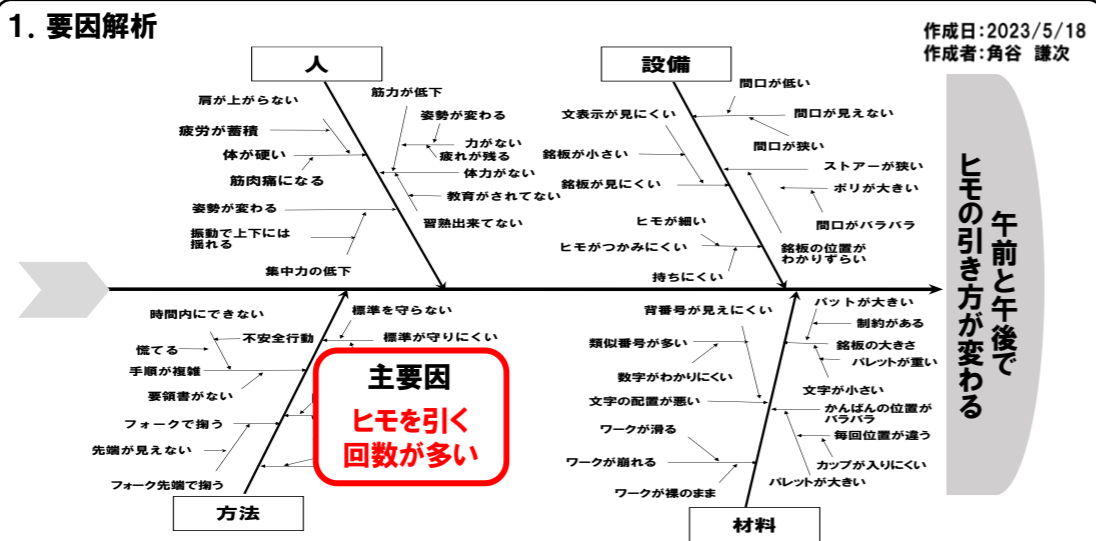 1. 要因解析
作成日:2023/5/18
作成者:角谷 謙次
人
肩が上がらない
疲労が蓄積
体が硬い
筋肉痛になる
姿勢が変わる
振動で上下には
揺れる
集中力の低下
筋力が低下
姿勢が変わる
力がない
疲れが残る
体力がない
教育がされてない
習熟出来てない
設備
文表示が見にくい
銘板が小さい
銘板が見にくい
ヒモが細い
ヒモがつかみにくい
持ちにくい
間口が低い
間口が見えない
間口が狭い
ストアーが狭い
ポリが大きい
間口がバラバラ
銘板の位置が
わかりずらい
午前と午後で
ヒモの引き方が変わる
時間内にできない
不安全行動
慌てる
手順が複雑
要領書がない
フォークで掬う
先端が見えない
フォーク先端で掬う
標準を守らない
標準が守りにくい
主要因
ヒモを引く
回数が多い
方法
背番号が見えにくい
類似番号が多い
数字がわかりにくい
文字の配置が悪い
ワークが滑る
ワークが崩れる
ワークが裸のまま
バットが大きい
制約がある
銘板の大きさ
パレットが重い
文字が小さい
かんばんの位置が
バラバラ
毎回位置が違う
カップが入りにくい
パレットが大きい
材料